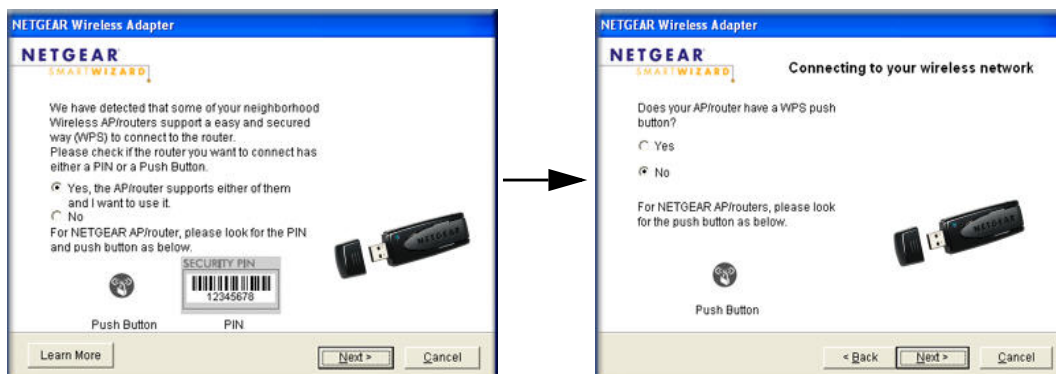 NETGEAR Wireless Adapter
NETGEAR
SMARTWIZARD
We have detected that some of your neighborhood
Wireless AP/routers support a easy and secured
way (WPS) to connect to the router.
Please check if the router you want to connect has
either a PIN or a Push Button.
Yes, the AP/router supports either of them
and I want to use it.
No
For NETGEAR AP/router, please look for the PIN
and push button as below.
SECURITY PIN
12345678
Push Button
PIN
NETGEAR
Learn More
Next >
Cancel
NETGEAR Wireless Adapter
NETGEAR
SMARTWIZARD
Connecting to your wireless network
Does your AP/router have a WPS push
button?
Yes
No
For NETGEAR AP/routers, please look
for the push button as below.
Push Button
NETGEAR
< Back
Next >
Cancel